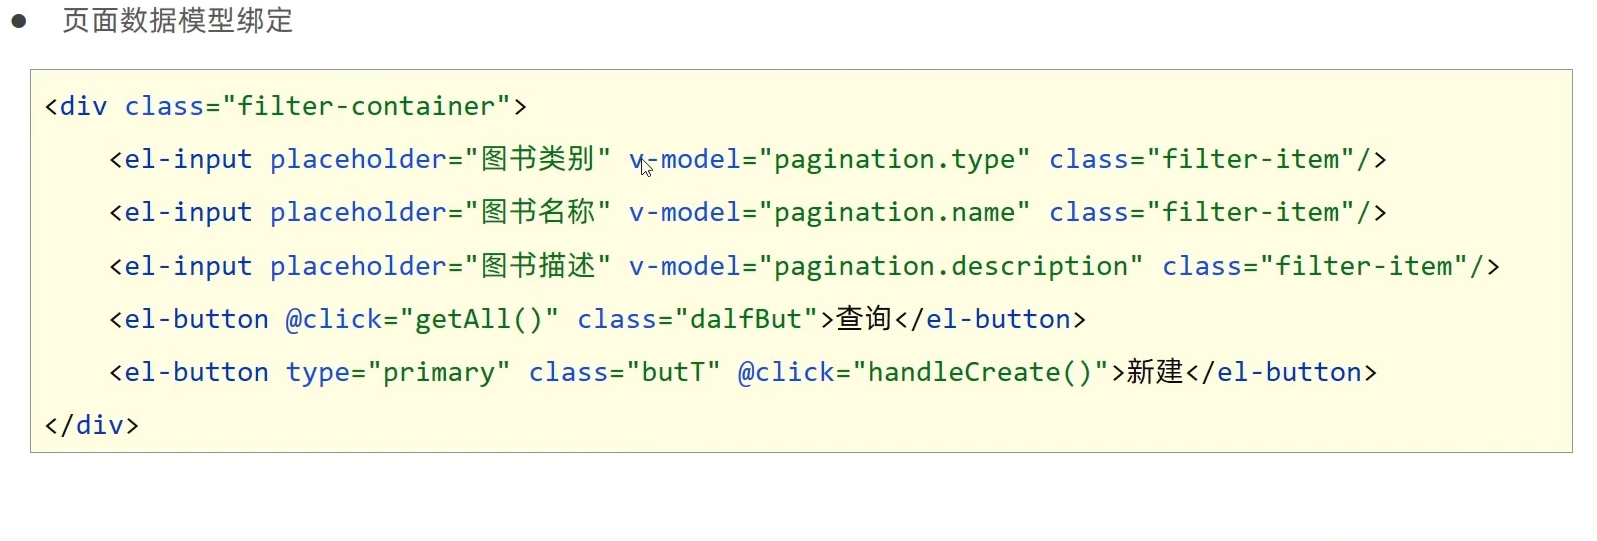 ● 页面数据模型绑定
<div class="filter-container">
    <el-input placeholder="图书类别" v-model="pagination.type" class="filter-item"/>
    <el-input placeholder="图书名称" v-model="pagination.name" class="filter-item"/>
    <el-input placeholder="图书描述" v-model="pagination.description" class="filter-item"/>
    <el-button @click="getAll()" class="dalfBut">查询</el-button>
    <el-button type="primary" class="butT" @click="handleCreate()">新建</el-button>
</div>